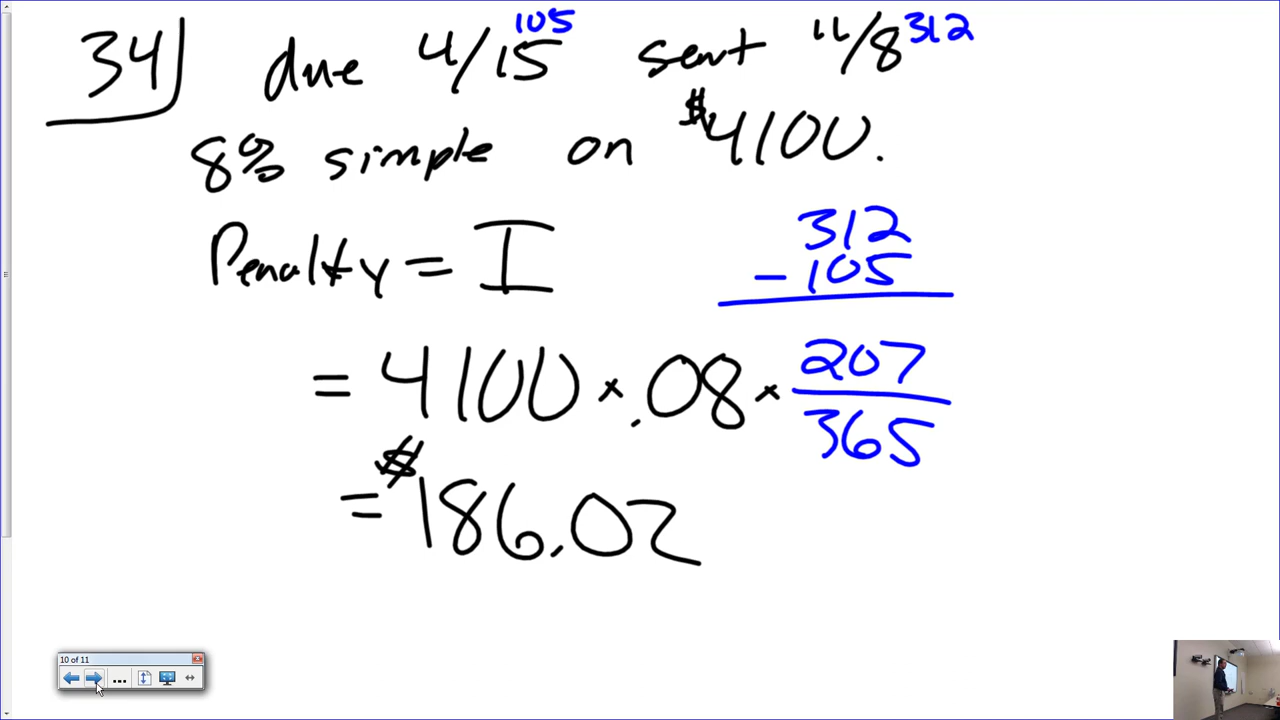 34) due 4/15 105 sent 11/8 312
8% simple on $4100.
Penalty = I
312
- 105
= 4100 × .08 × 207/365
= $186.02
10 of 11